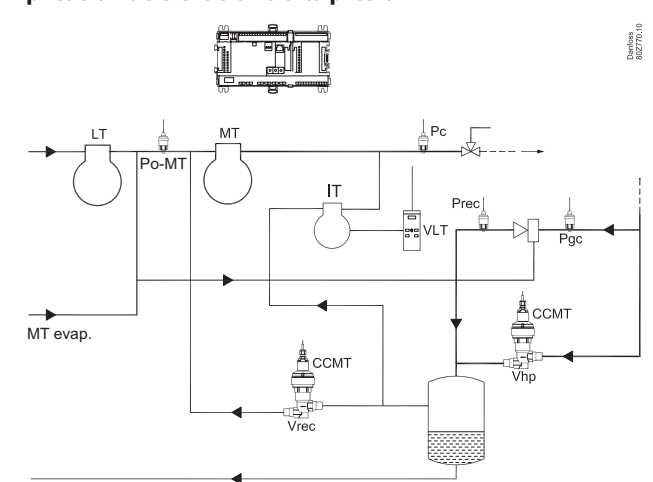 Danfoss
80Z770.10
LT
MT
Pc
Po-MT
IT
VLT
Prec
Pgc
MT evap.
CCMT
Vrec
CCMT
Vhp